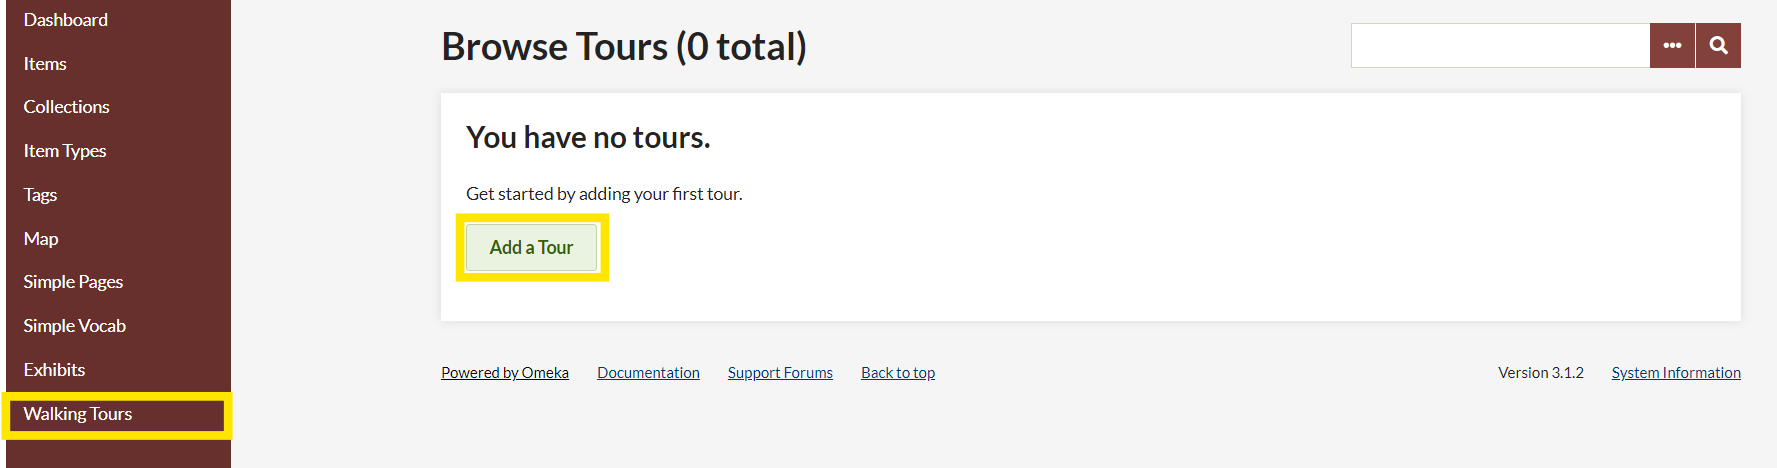 Dashboard
Items
Collections
Item Types
Tags
Map
Simple Pages
Simple Vocab
Exhibits
Walking Tours
Browse Tours (0 total)
You have no tours.
Get started by adding your first tour.
Add a Tour
Powered by Omeka Documentation Support Forums Back to top Version 3.1.2 System Information